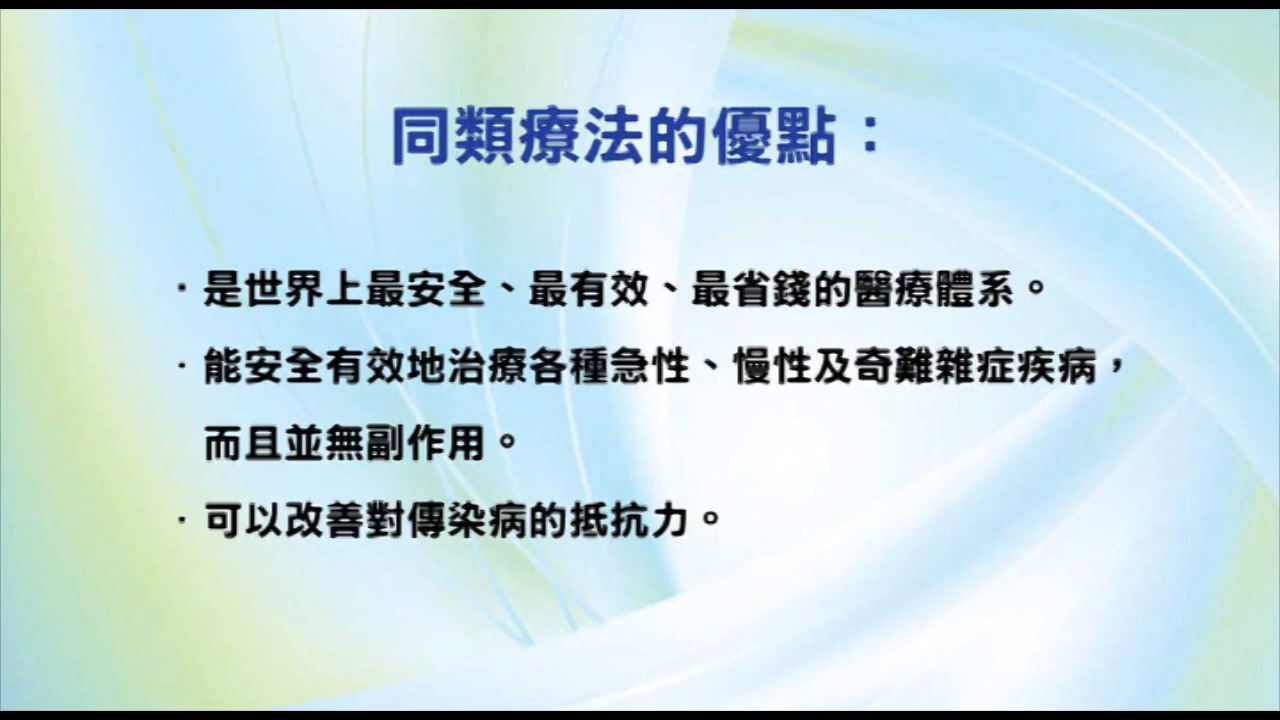 同類療法的優點：
·是世界上最安全、最有效、最省錢的醫療體系。
·能安全有效地治療各種急性、慢性及奇難雜症疾病，
而且並無副作用。
·可以改善對傳染病的抵抗力。